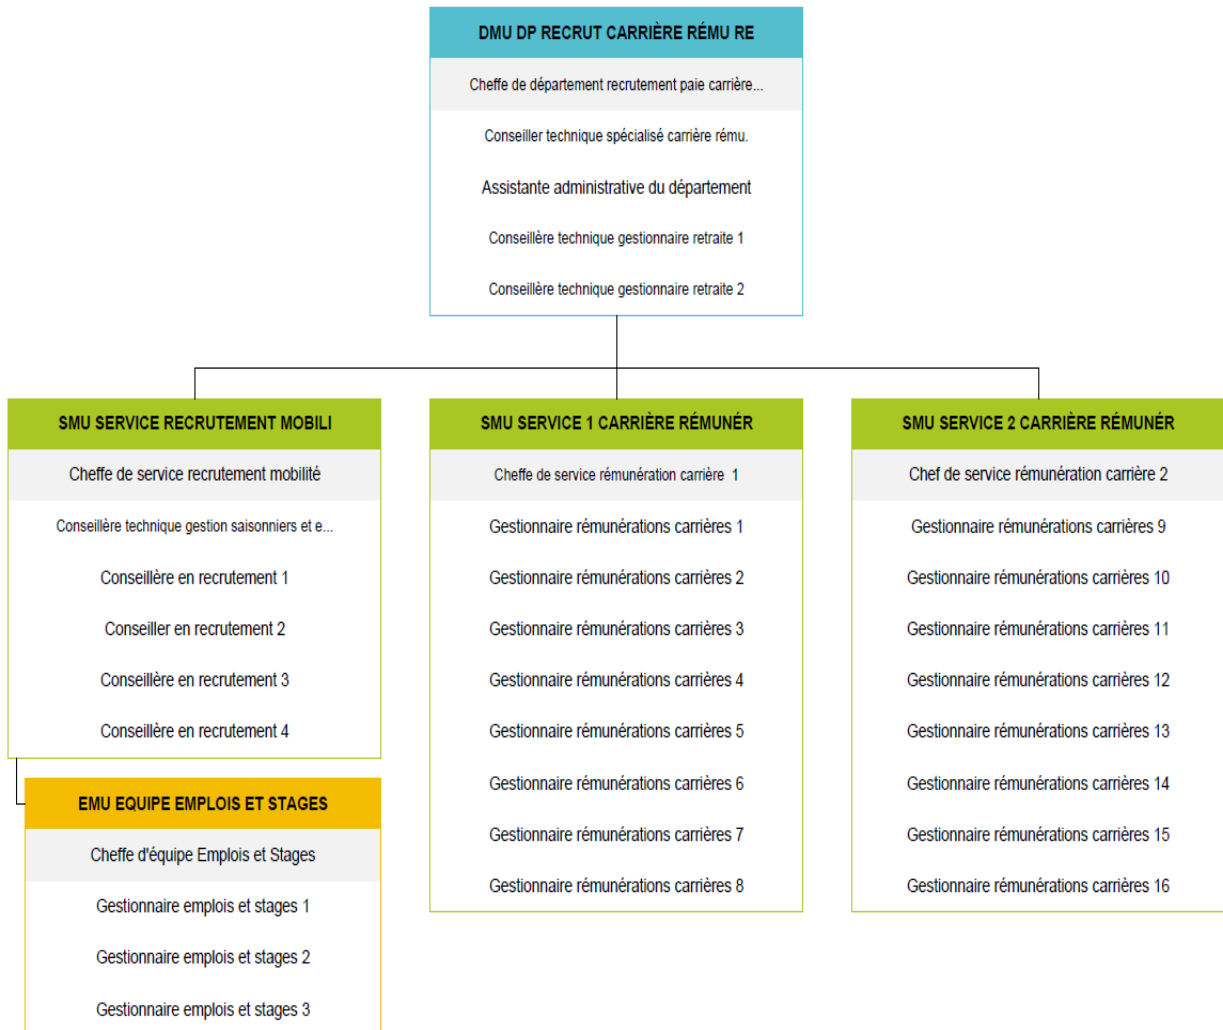 DMU DP RECRUT CARRIÈRE RÉMU RE
Cheffe de département recrutement paie carrière...
Conseiller technique spécialisé carrière rému.
Assistante administrative du département
Conseillère technique gestionnaire retraite 1
Conseillère technique gestionnaire retraite 2
SMU SERVICE RECRUTEMENT MOBILI
Cheffe de service recrutement mobilité
Conseillère technique gestion saisonniers et e...
Conseillère en recrutement 1
Conseiller en recrutement 2
Conseillère en recrutement 3
Conseillère en recrutement 4
EMU EQUIPE EMPLOIS ET STAGES
Cheffe d'équipe Emplois et Stages
Gestionnaire emplois et stages 1
Gestionnaire emplois et stages 2
Gestionnaire emplois et stages 3
SMU SERVICE 1 CARRIÈRE RÉMUNÉR
Cheffe de service rémunération carrière 1
Gestionnaire rémunérations carrières 1
Gestionnaire rémunérations carrières 2
Gestionnaire rémunérations carrières 3
Gestionnaire rémunérations carrières 4
Gestionnaire rémunérations carrières 5
Gestionnaire rémunérations carrières 6
Gestionnaire rémunérations carrières 7
Gestionnaire rémunérations carrières 8
SMU SERVICE 2 CARRIÈRE RÉMUNÉR
Chef de service rémunération carrière 2
Gestionnaire rémunérations carrières 9
Gestionnaire rémunérations carrières 10
Gestionnaire rémunérations carrières 11
Gestionnaire rémunérations carrières 12
Gestionnaire rémunérations carrières 13
Gestionnaire rémunérations carrières 14
Gestionnaire rémunérations carrières 15
Gestionnaire rémunérations carrières 16